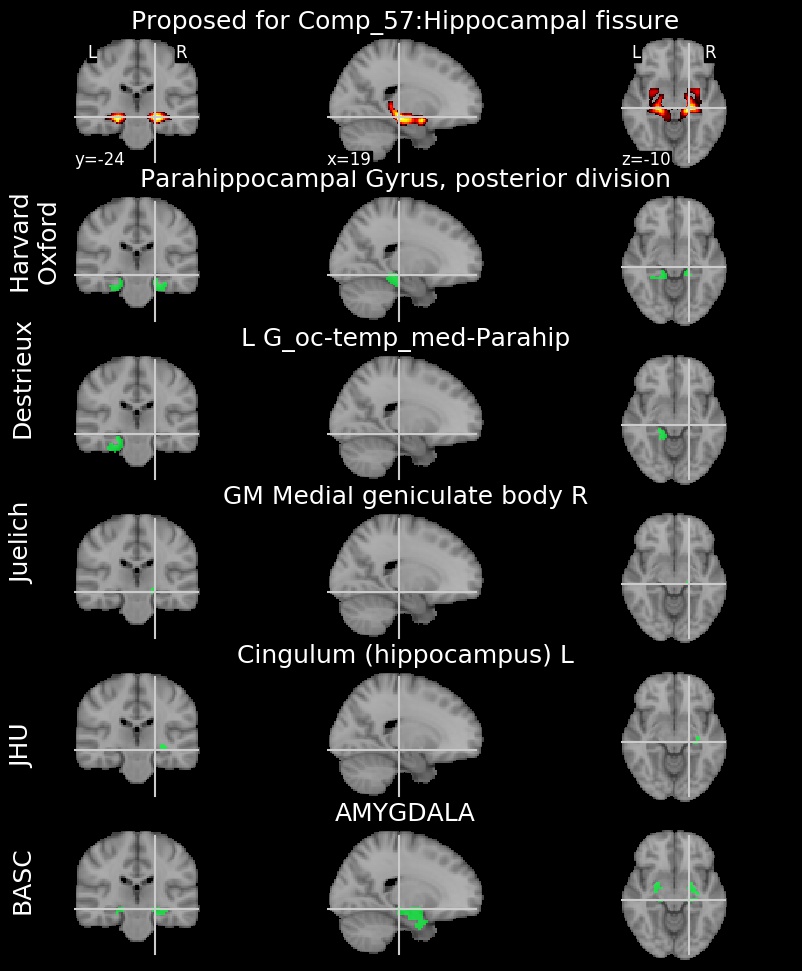 Proposed for Comp_57:Hippocampal fissure
L R L R
y=-24 x=19 z=-10
Parahippocampal Gyrus, posterior division
Harvard
Oxford
L G_oc-temp_med-Parahip
Destrieux
GM Medial geniculate body R
Juelich
Cingulum (hippocampus) L
JHU
AMYGDALA
BASC